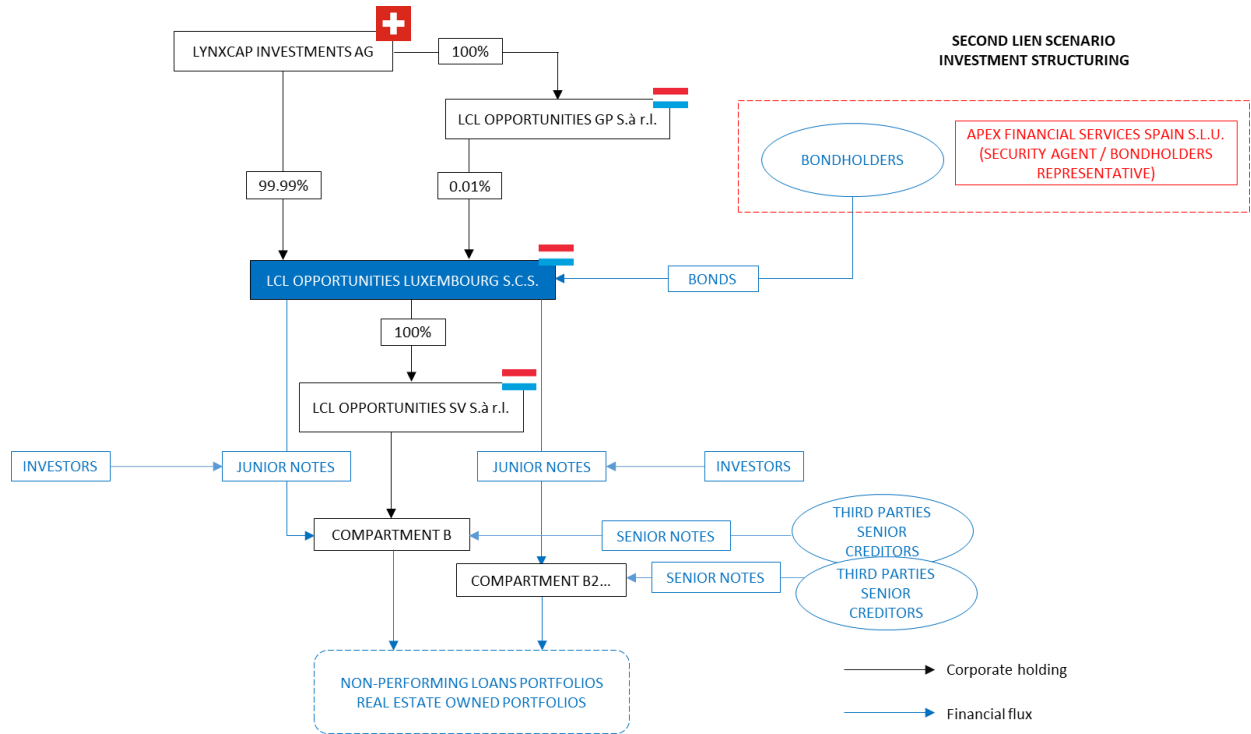 LYNXCAP INVESTMENTS AG
100%
SECOND LIEN SCENARIO
INVESTMENT STRUCTURING
LCL OPPORTUNITIES GP S.à r.l.
BONDHOLDERS
APEX FINANCIAL SERVICES SPAIN S.L.U.
(SECURITY AGENT / BONDHOLDERS
REPRESENTATIVE)
99.99%
0.01%
LCL OPPORTUNITIES LUXEMBOURG S.C.S.
BONDS
100%
LCL OPPORTUNITIES SV S.à r.l.
INVESTORS
JUNIOR NOTES
JUNIOR NOTES
INVESTORS
COMPARTMENT B
SENIOR NOTES
THIRD PARTIES
SENIOR
CREDITORS
COMPARTMENT B2...
SENIOR NOTES
THIRD PARTIES
SENIOR
CREDITORS
NON-PERFORMING LOANS PORTFOLIOS
REAL ESTATE OWNED PORTFOLIOS
Corporate holding
Financial flux